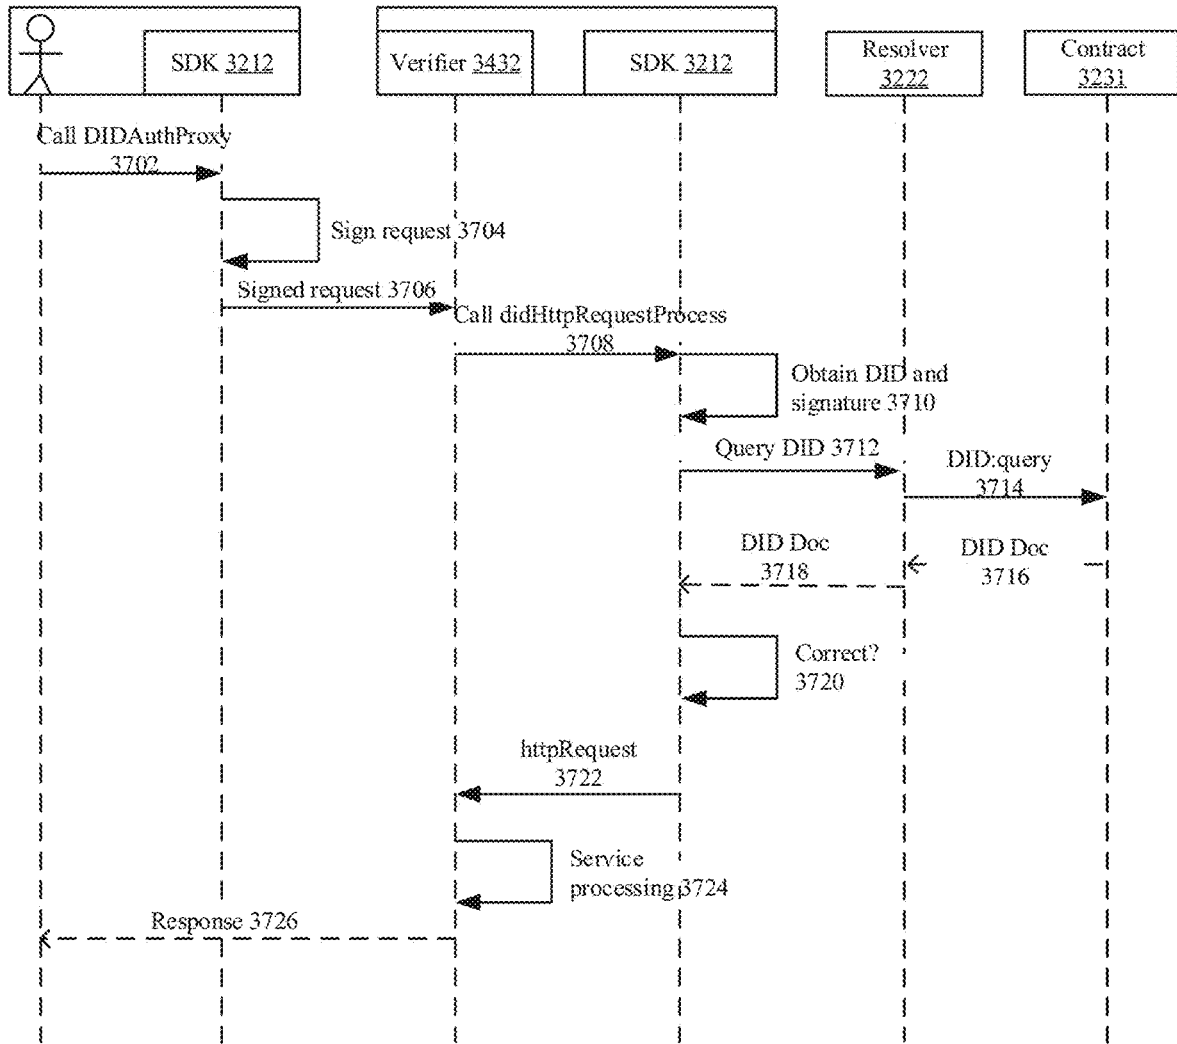 SDK 3212
Verifier 3432
SDK 3212
Resolver
3222
Contract
3231
Call DIDAuthProxy
3702
Sign request 3704
Signed request 3706
Call didHttpRequestProcess
3708
Obtain DID and
signature 3710
Query DID 3712
DID:query
3714
DID Doc
3716
DID Doc
3718
Correct?
3720
httpRequest
3722
Service
processing 3724
Response 3726